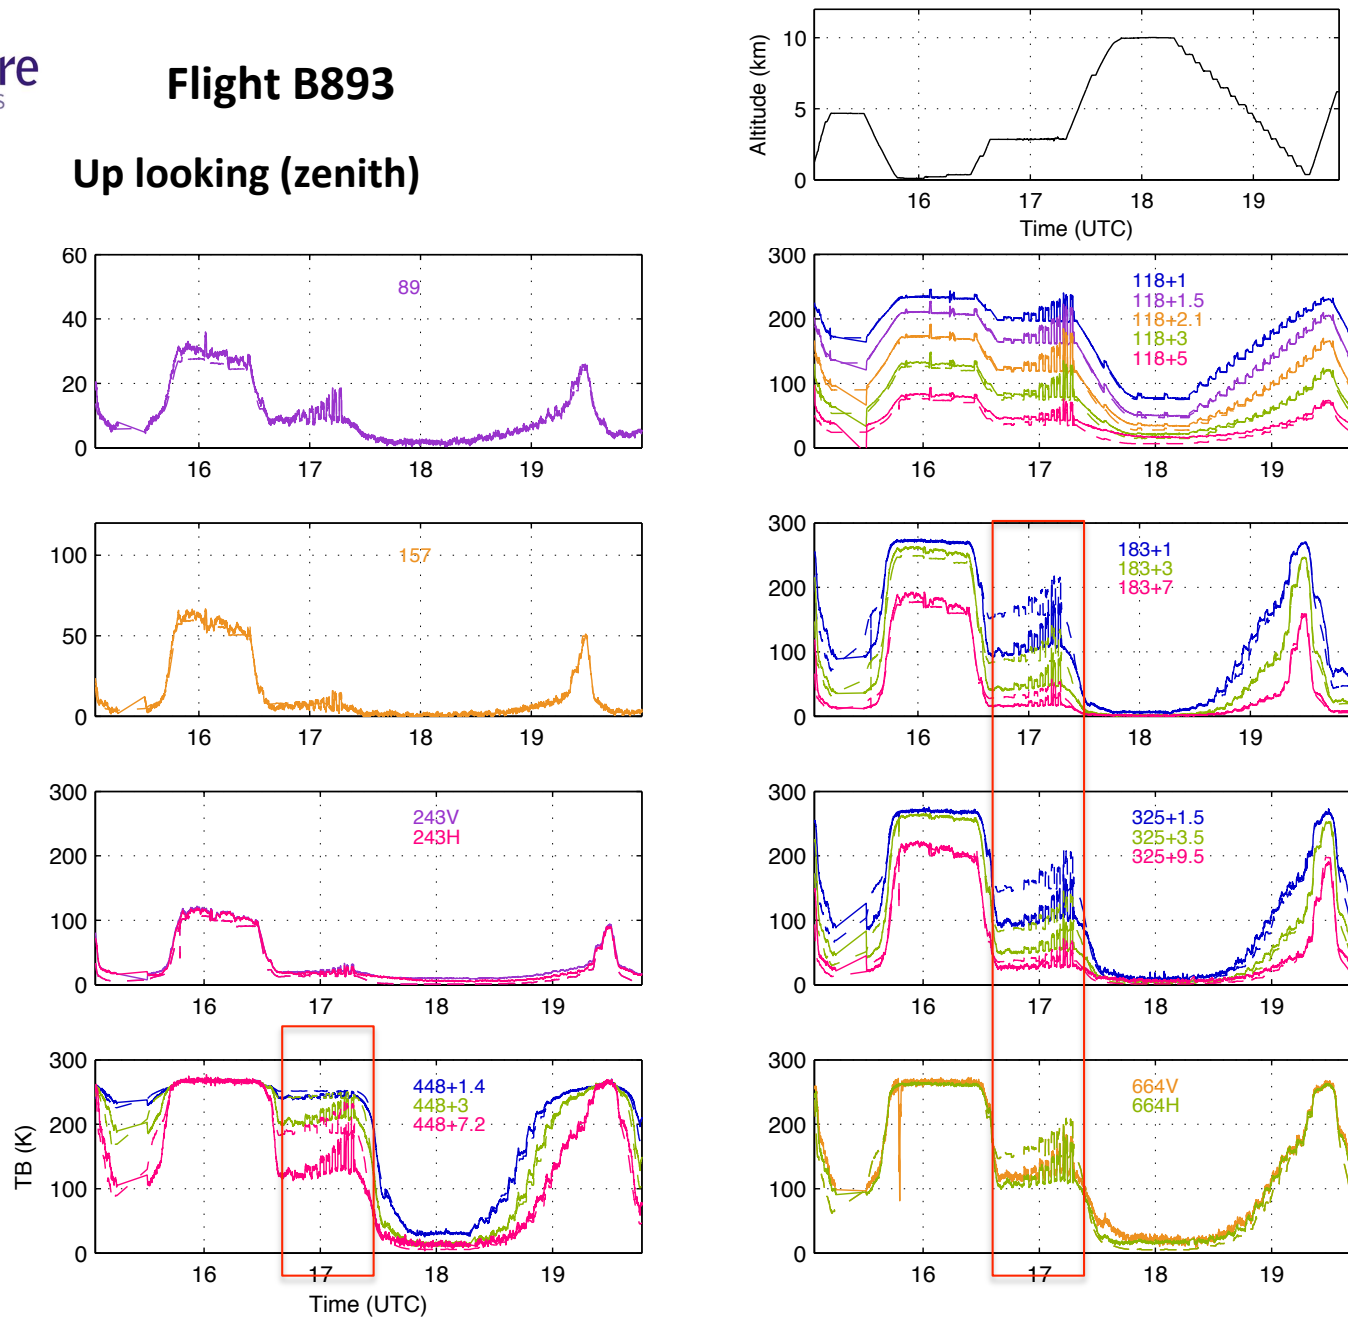 re
s
Flight B893
Up looking (zenith)
Altitude (km)
10
5
0
16 17 18 19
Time (UTC)
60
40
20
0
89
16 17 18 19
300
200
100
0
118+1
118+1.5
118+2.1
118+3
118+5
16 17 18 19
100
50
0
157
16 17 18 19
300
200
100
0
183+1
183+3
183+7
16 17 18 19
300
200
100
0
243V
243H
16 17 18 19
300
200
100
0
325+1.5
325+3.5
325+9.5
16 17 18 19
TB (K)
300
200
100
0
448+1.4
448+3
448+7.2
16 17 18 19
Time (UTC)
300
200
100
0
664V
664H
16 17 18 19